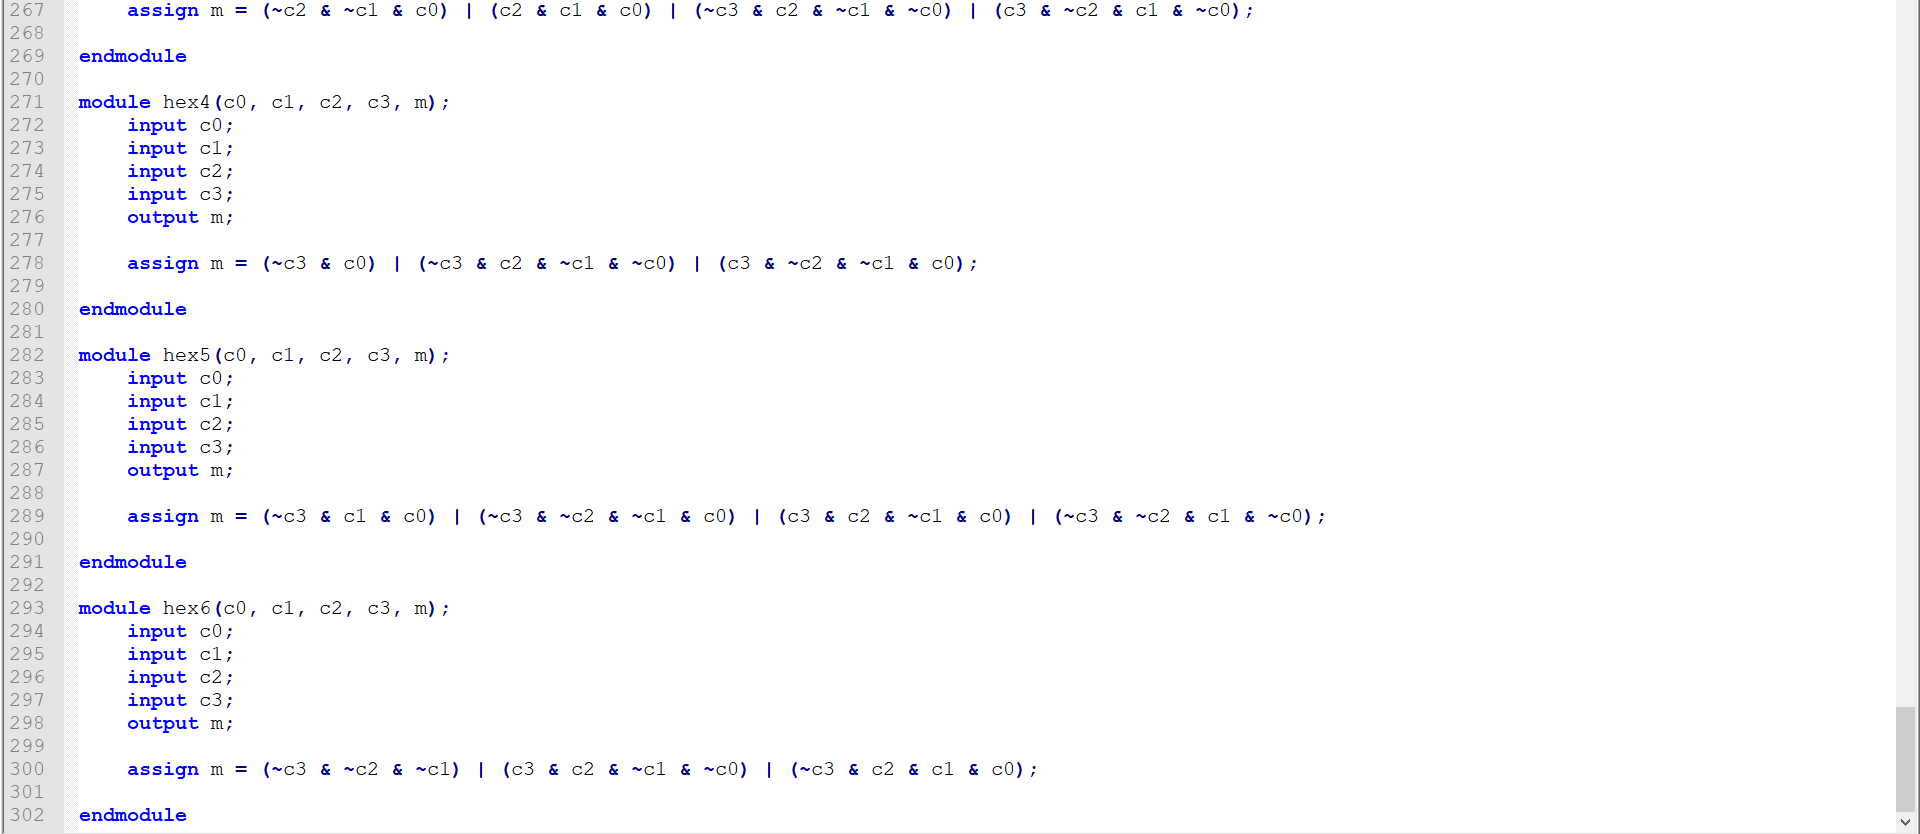 267 assign m = (~c2 & ~c1 & c0) | (c2 & c1 & c0) | (~c3 & c2 & ~c1 & ~c0) | (c3 & ~c2 & c1 & ~c0);
268
269 endmodule
270
271 module hex4(c0, c1, c2, c3, m);
272 input c0;
273 input c1;
274 input c2;
275 input c3;
276 output m;
277
278 assign m = (~c3 & c0) | (~c3 & c2 & ~c1 & ~c0) | (c3 & ~c2 & ~c1 & c0);
279
280 endmodule
281
282 module hex5(c0, c1, c2, c3, m);
283 input c0;
284 input c1;
285 input c2;
286 input c3;
287 output m;
288
289 assign m = (~c3 & c1 & c0) | (~c3 & ~c2 & ~c1 & c0) | (c3 & c2 & ~c1 & c0) | (~c3 & ~c2 & c1 & ~c0);
290
291 endmodule
292
293 module hex6(c0, c1, c2, c3, m);
294 input c0;
295 input c1;
296 input c2;
297 input c3;
298 output m;
299
300 assign m = (~c3 & ~c2 & ~c1) | (c3 & c2 & ~c1 & ~c0) | (~c3 & c2 & c1 & c0);
301
302 endmodule